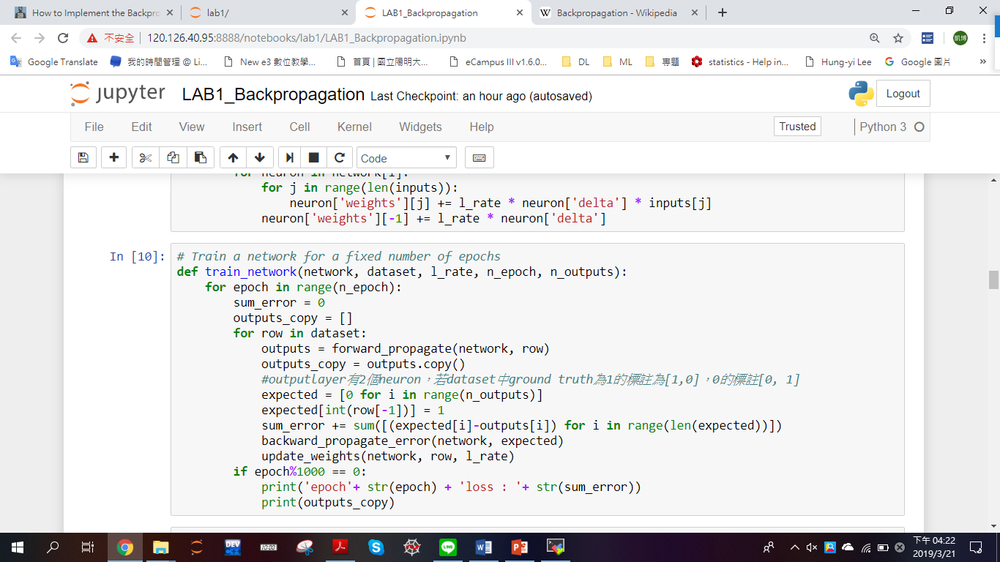 How to Implement the Backpro
lab1/
LAB1_Backpropagation
Backpropagation - Wikipedia
不安全 | 120.126.40.95:8888/notebooks/lab1/LAB1_Backpropagation.ipynb
凱博
Google Translate
我的時間管理 @ Li...
New e3 數位教學...
首頁 | 國立陽明大...
eCampus III v1.6.0...
DL
ML
專題
statistics - Help in...
Hung-yi Lee
Google 圖片
»
jupyter LAB1_Backpropagation Last Checkpoint: an hour ago (autosaved)
Logout
File Edit View Insert Cell Kernel Widgets Help
Trusted
Python 3
Code
for neuron in network[i]:
for j in range(len(inputs)):
neuron['weights'][j] += l_rate * neuron['delta'] * inputs[j]
neuron['weights'][-1] += l_rate * neuron['delta']
In [10]:
# Train a network for a fixed number of epochs
def train_network(network, dataset, l_rate, n_epoch, n_outputs):
for epoch in range(n_epoch):
sum_error = 0
outputs_copy = []
for row in dataset:
outputs = forward_propagate(network, row)
outputs_copy = outputs.copy()
#outputlayer有2個neuron，若dataset中ground truth為1的標註為[1,0]，0的標註[0, 1]
expected = [0 for i in range(n_outputs)]
expected[int(row[-1])] = 1
sum_error += sum([(expected[i]-outputs[i]) for i in range(len(expected))])
backward_propagate_error(network, expected)
update_weights(network, row, l_rate)
if epoch%1000 == 0:
print('epoch'+ str(epoch) + 'loss : '+ str(sum_error))
print(outputs_copy)
DEV
LINE
下午 04:22
2019/3/21